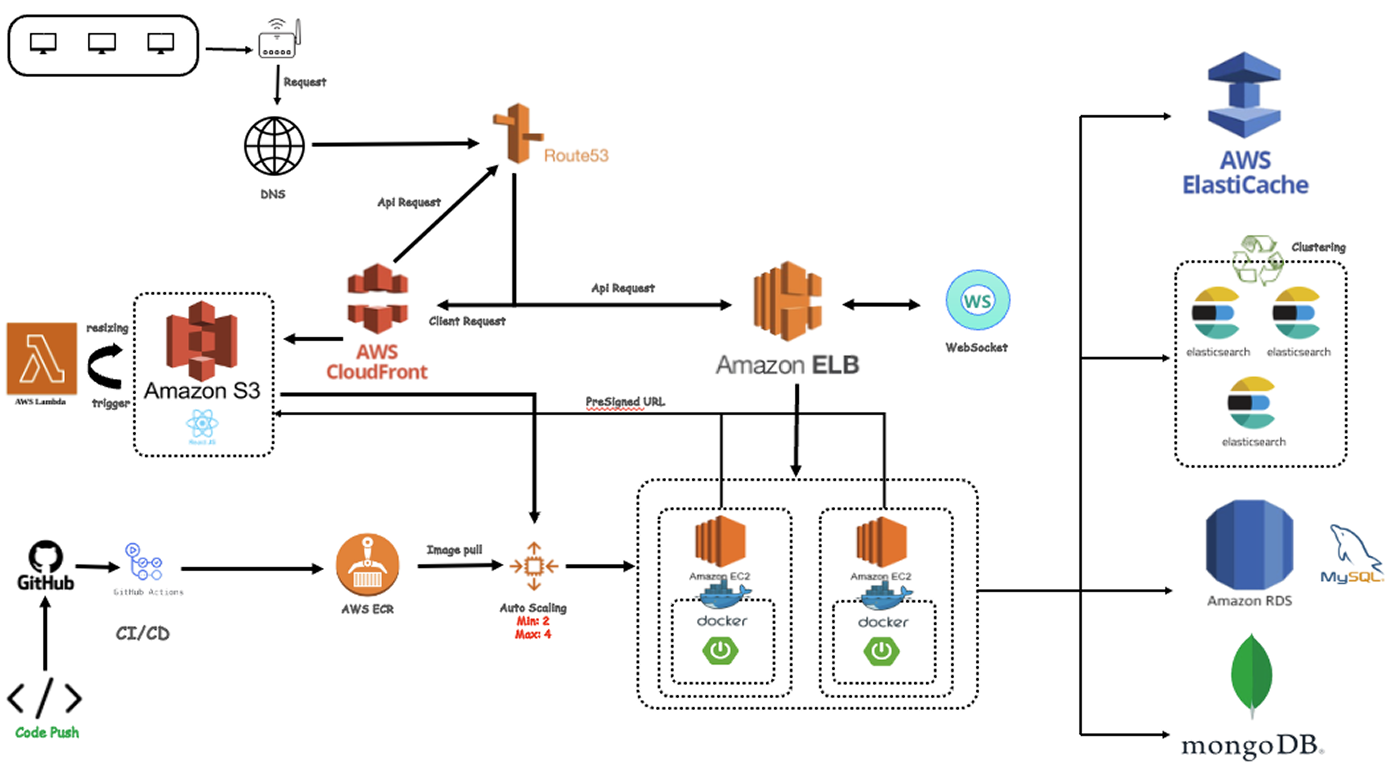 Request
DNS
Route53
Api Request
AWS
ElastiCache
Clustering
elasticsearch
elasticsearch
elasticsearch
Api Request
Client Request
WS
WebSocket
Amazon ELB
AWS
CloudFront
resizing
trigger
AWS Lambda
Amazon S3
React JS
PreSigned URL
GitHub
GitHub Actions
CI/CD
Code Push
AWS ECR
Image pull
Auto Scaling
Min: 2
Max: 4
Amazon EC2
docker
Amazon EC2
docker
Amazon RDS
MySQL
mongoDB®